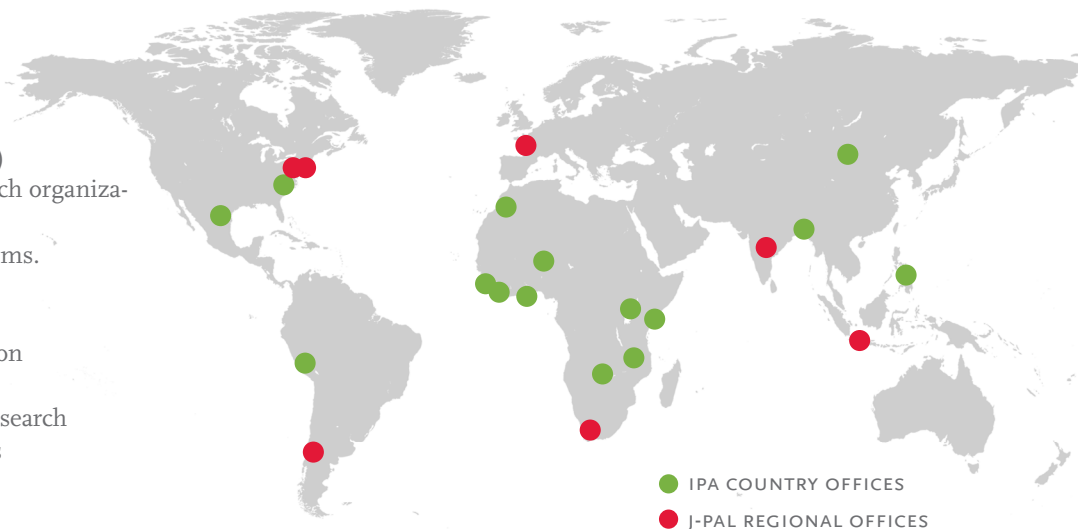 )
ch organiza-
ms.
on
search
s
IPA COUNTRY OFFICES
J-PAL REGIONAL OFFICES